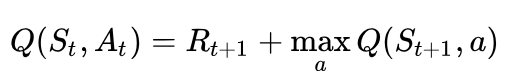 Q(S_t, A_t) = R_{t+1} + \max_a Q(S_{t+1}, a)